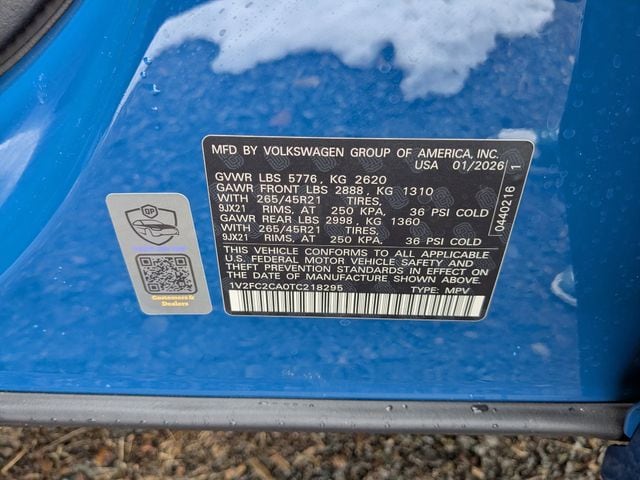 MFD BY VOLKSWAGEN GROUP OF AMERICA, INC.
USA 01/2026
GVWR LBS 5776, KG 2620
GAWR FRONT LBS 2888, KG 1310
WITH 265/45R21 TIRES,
9JX21 RIMS, AT 250 KPA, 36 PSI COLD
GAWR REAR LBS 2998, KG 1360
WITH 265/45R21 TIRES,
9JX21 RIMS, AT 250 KPA, 36 PSI COLD
THIS VEHICLE CONFORMS TO ALL APPLICABLE
U.S. FEDERAL MOTOR VEHICLE SAFETY AND
THEFT PREVENTION STANDARDS IN EFFECT ON
THE DATE OF MANUFACTURE SHOWN ABOVE.
1V2FC2CA0TC218295 TYPE: MPV
0440216 1
QP
Customers &
Dealers